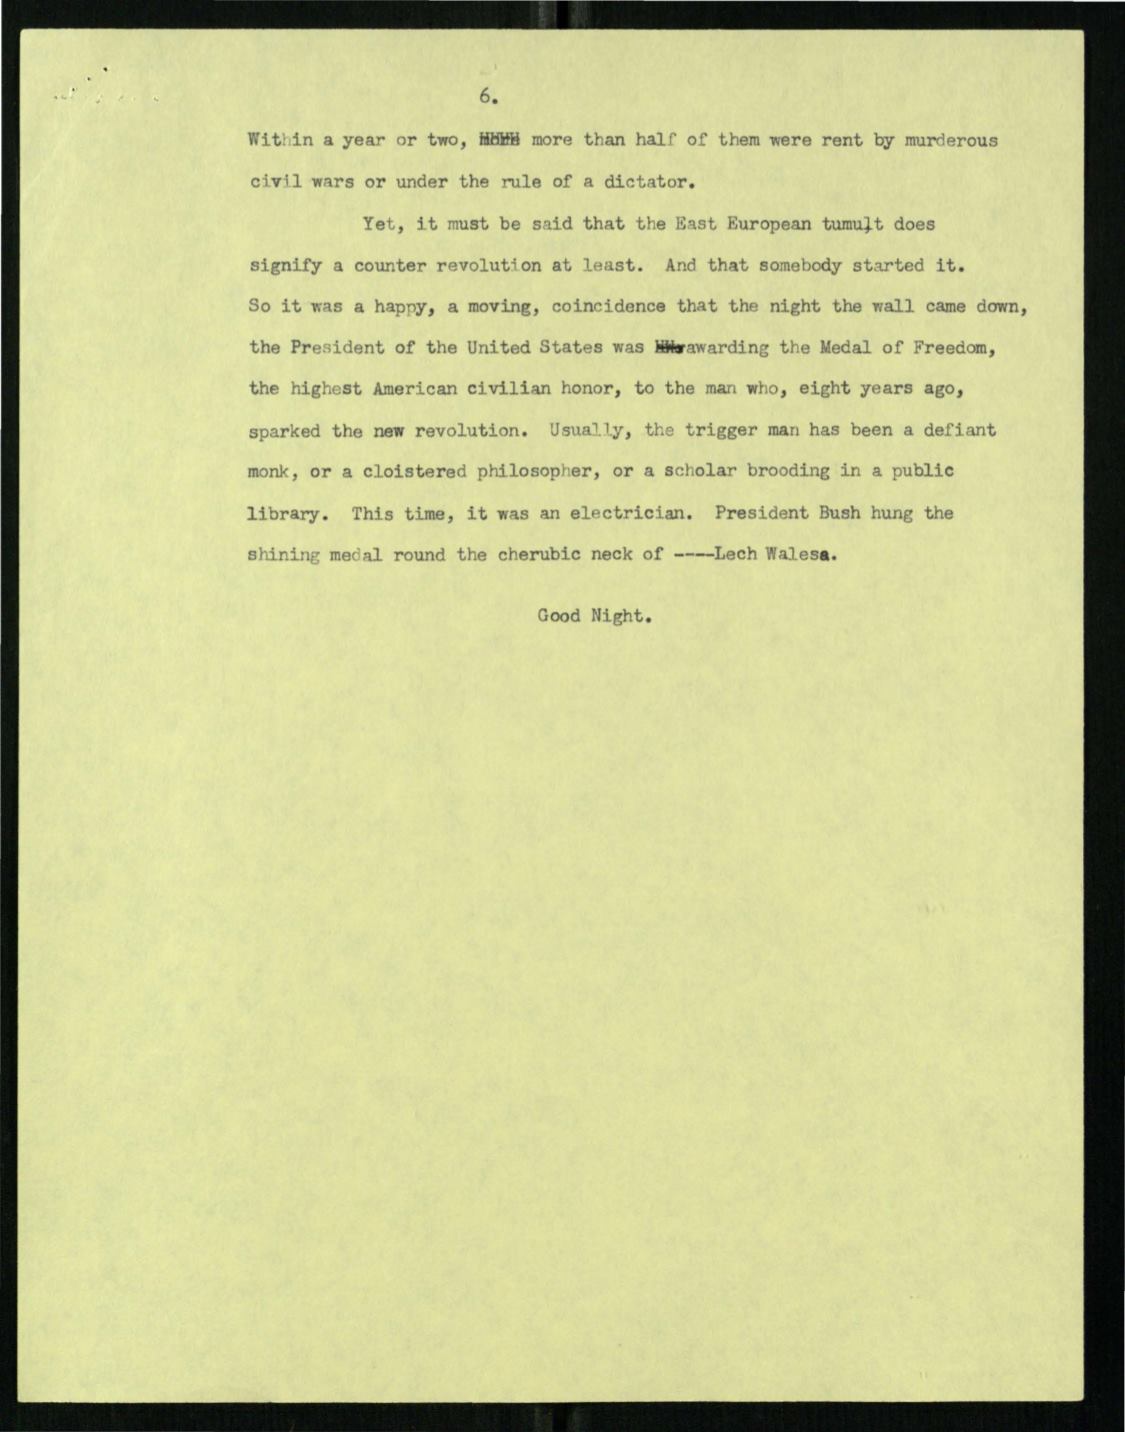 6.
Within a year or two, more than half of them were rent by murderous
civil wars or under the rule of a dictator.
Yet, it must be said that the East European tumult does
signify a counter revolution at least. And that somebody started it.
So it was a happy, a moving, coincidence that the night the wall came down,
the President of the United States was awarding the Medal of Freedom,
the highest American civilian honor, to the man who, eight years ago,
sparked the new revolution. Usually, the trigger man has been a defiant
monk, or a cloistered philosopher, or a scholar brooding in a public
library. This time, it was an electrician. President Bush hung the
shining medal round the cherubic neck of ----Lech Walesa.
Good Night.